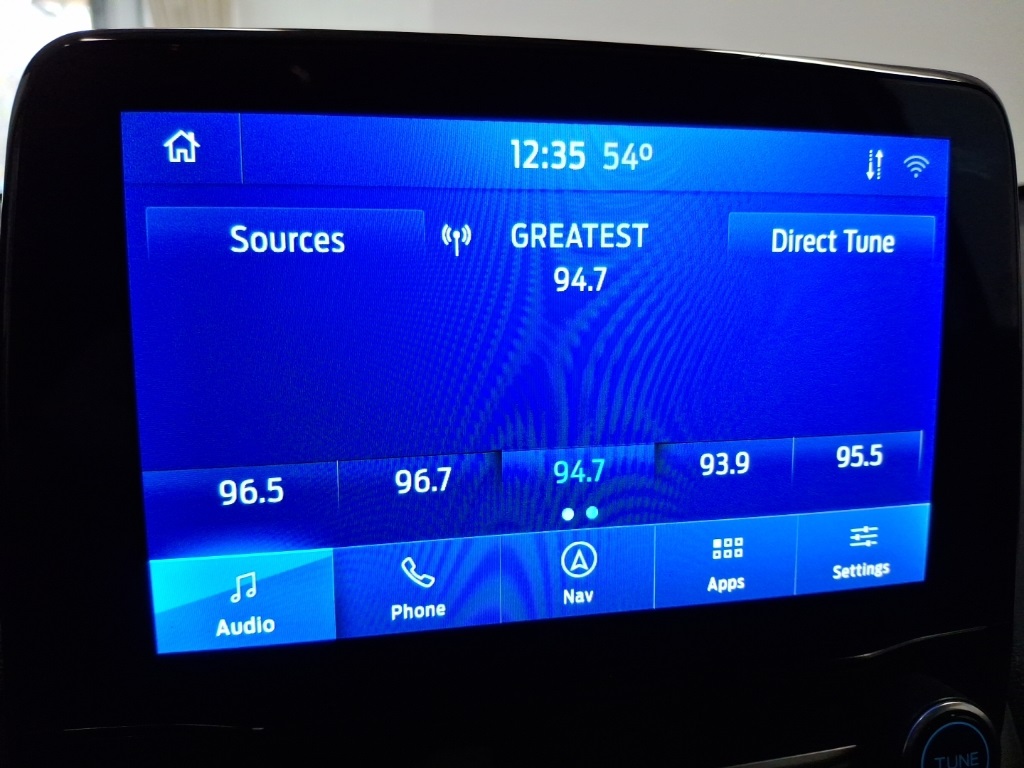 12:35 54º
Sources GREATEST Direct Tune
94.7
96.5 96.7 94.7 93.9 95.5
Audio Phone Nav Apps Settings
TUNE